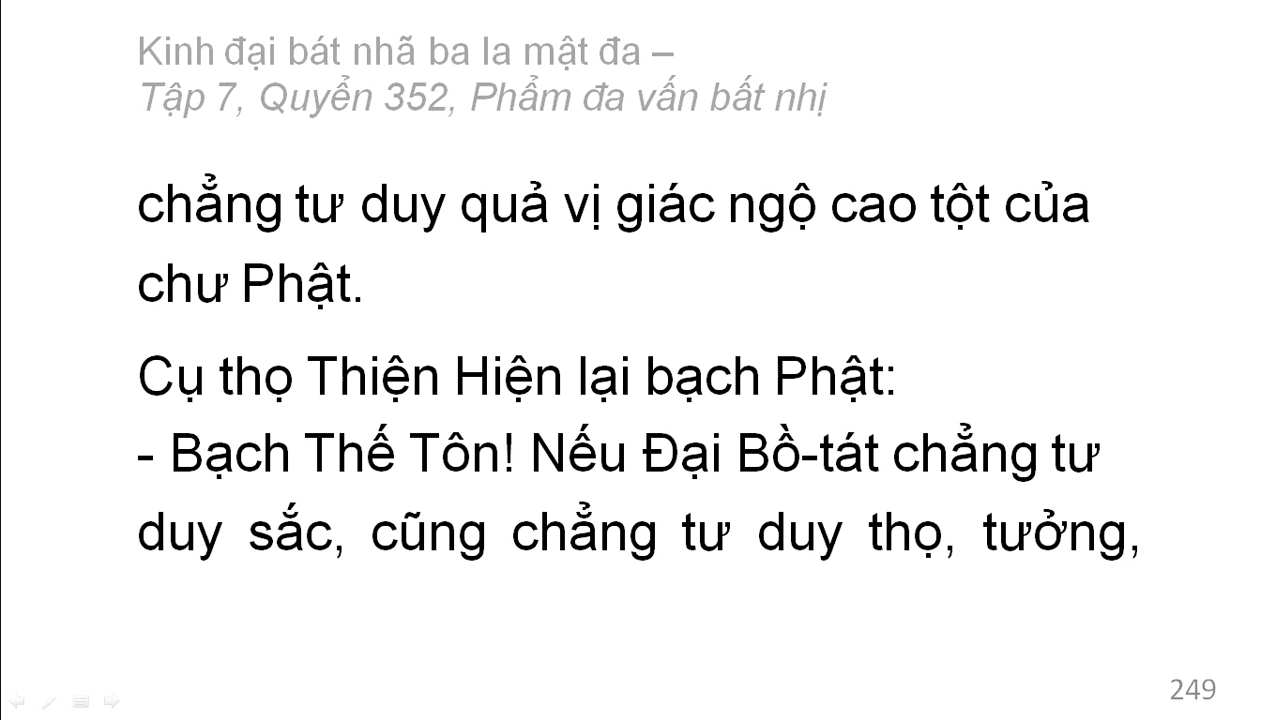 Kinh đại bát nhã ba la mật đa –
Tập 7, Quyển 352, Phẩm đa vấn bất nhị
chẳng tư duy quả vị giác ngộ cao tột của
chư Phật.
Cụ thọ Thiện Hiện lại bạch Phật:
- Bạch Thế Tôn! Nếu Đại Bồ-tát chẳng tư
duy sắc, cũng chẳng tư duy thọ, tưởng,
249